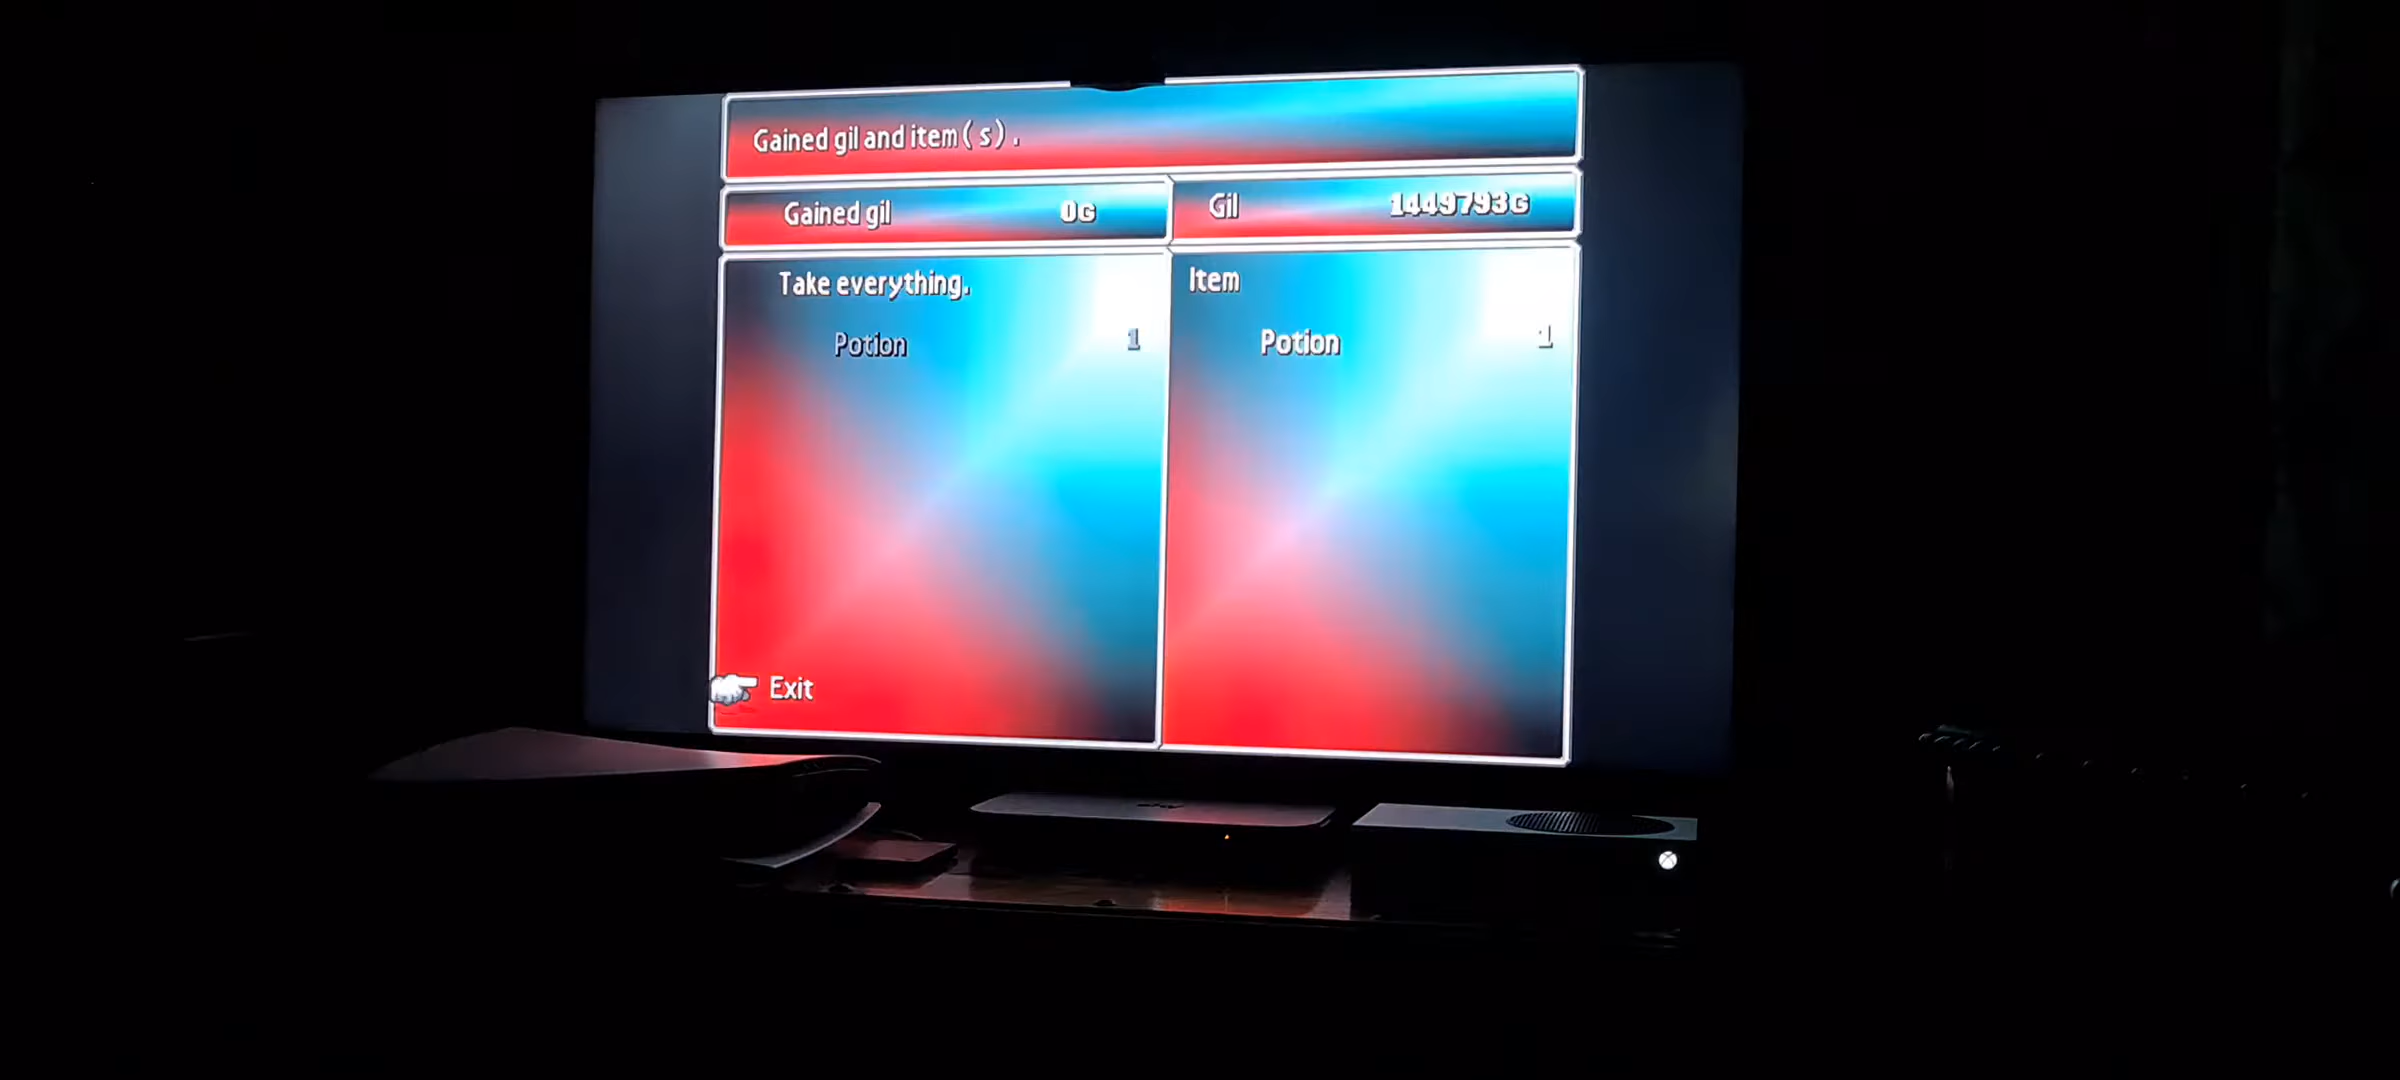 Gained gil and item(s).
Gained gil 0G
Gil 1449793G
Take everything.
Potion 1
Exit
Item
Potion 1